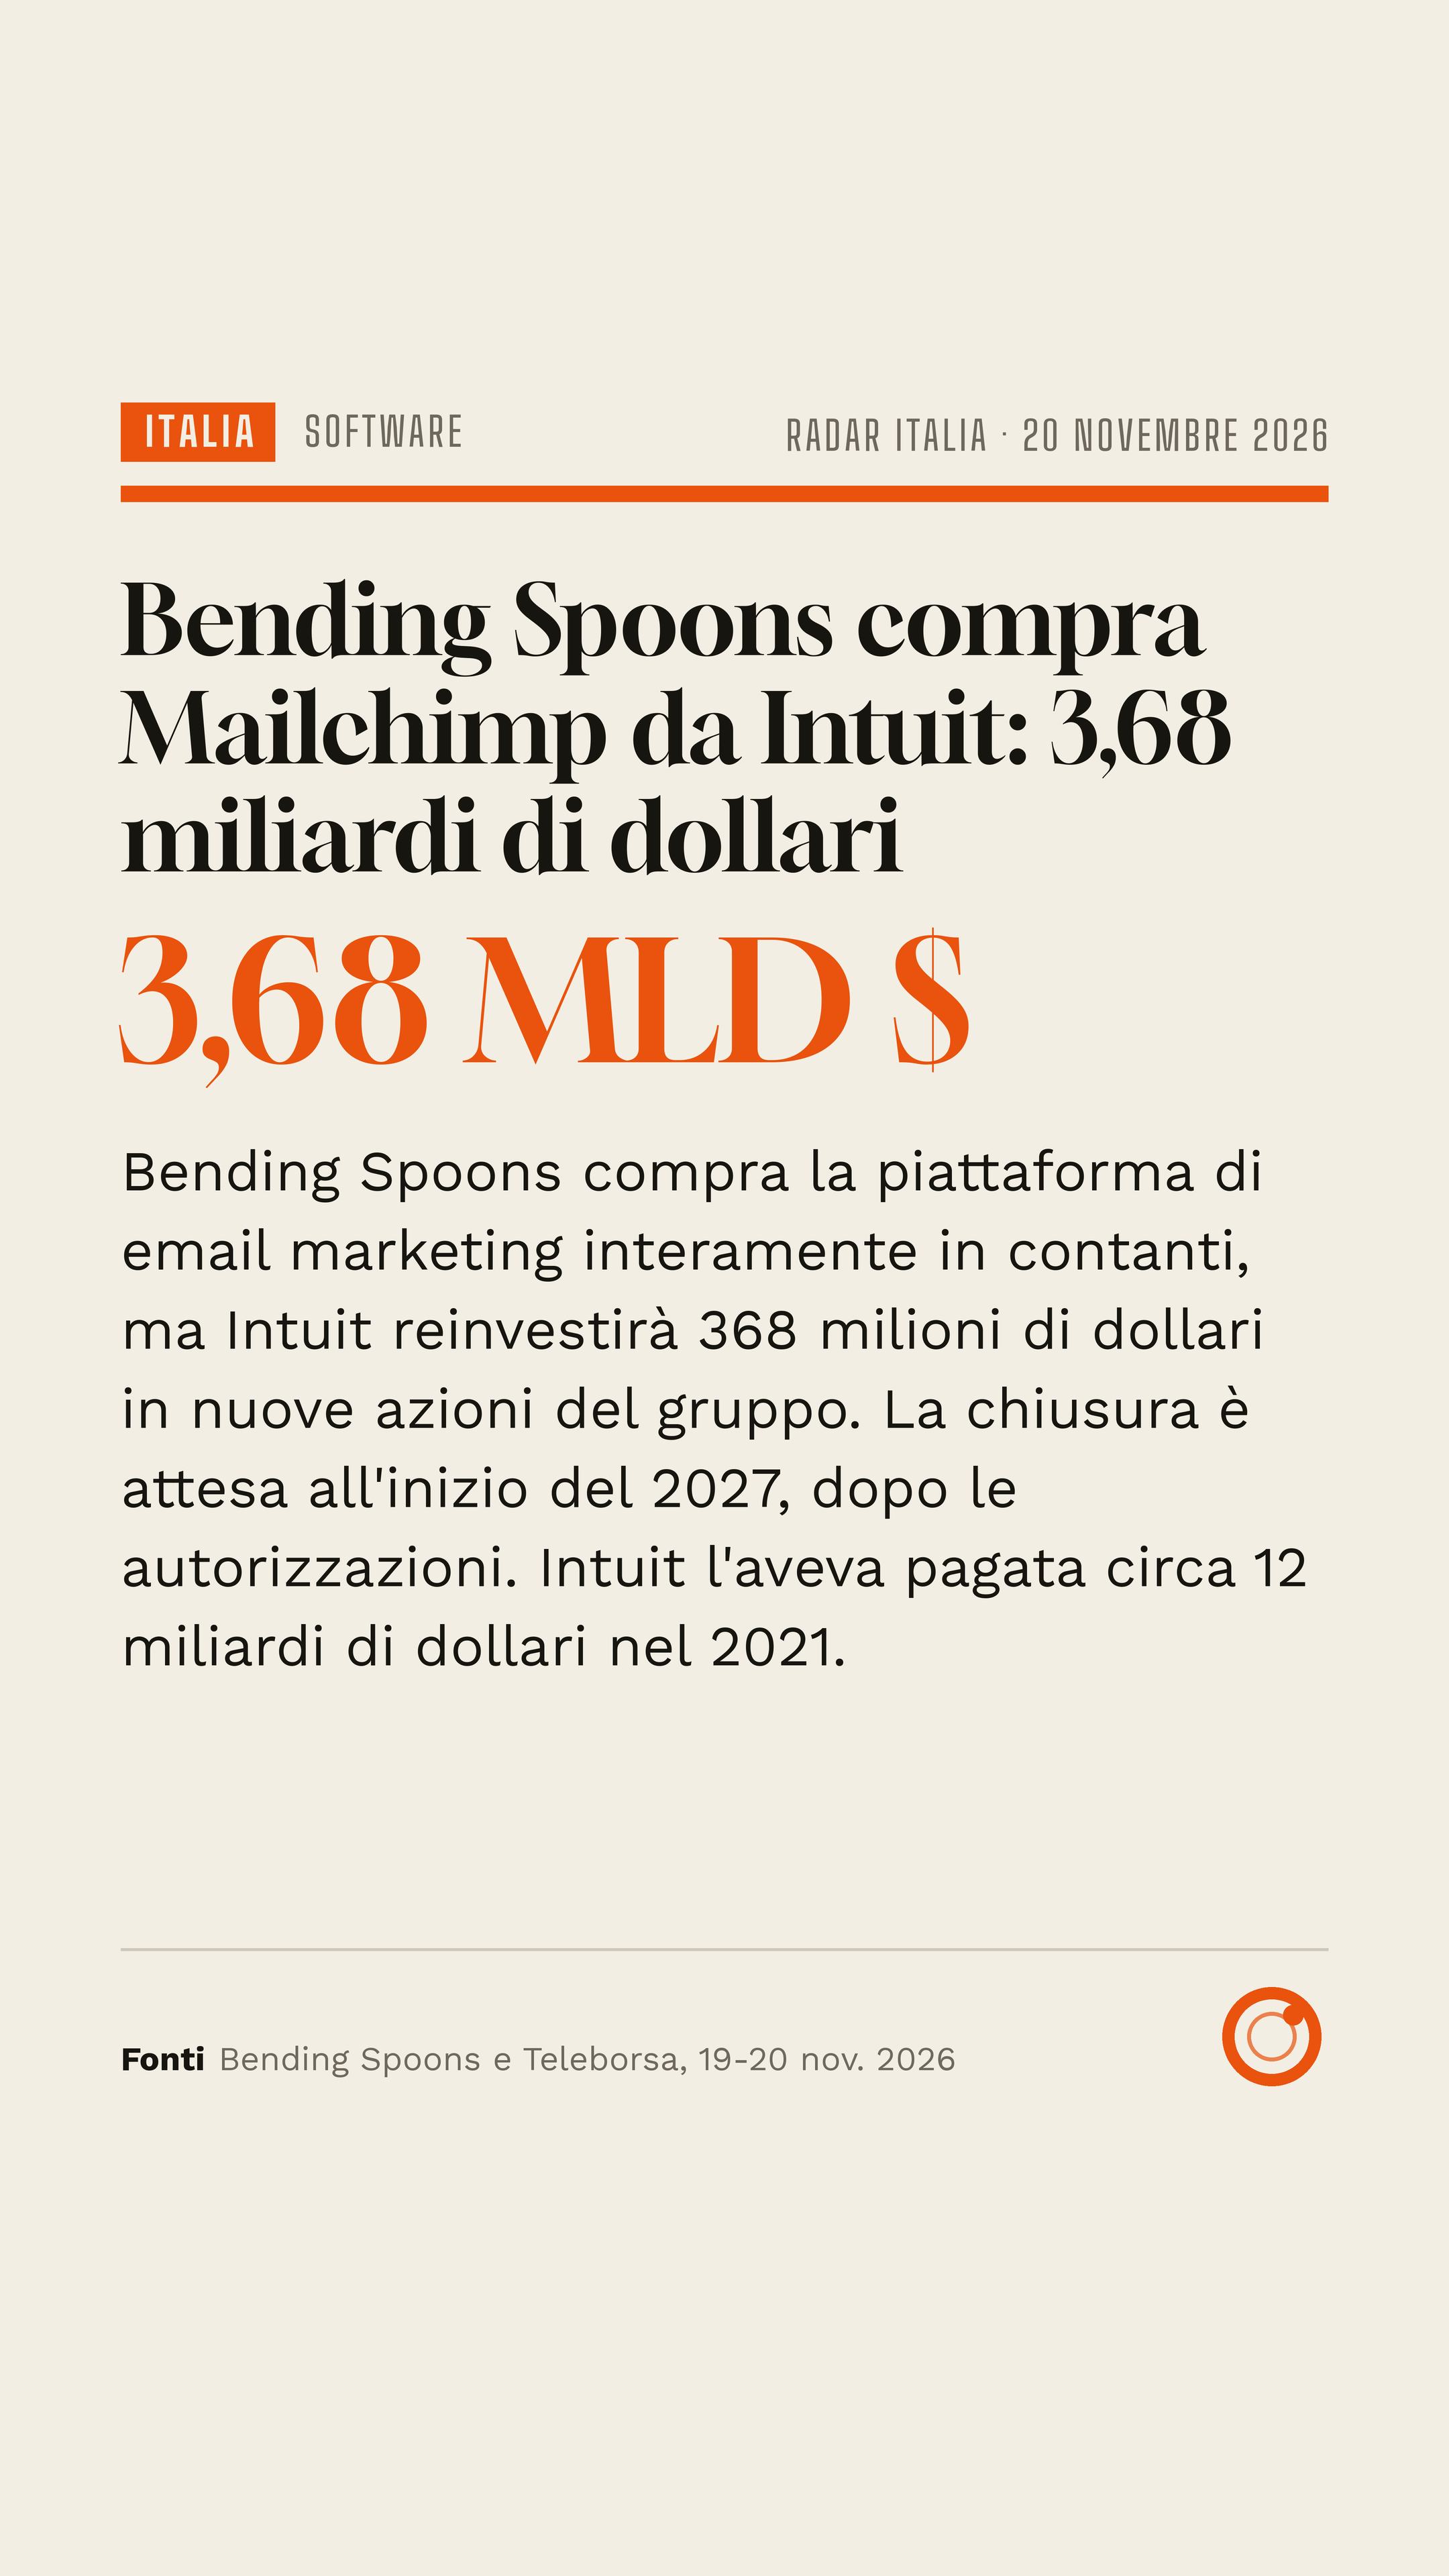 ITALIA SOFTWARE RADAR ITALIA · 20 NOVEMBRE 2026
Bending Spoons compra
Mailchimp da Intuit: 3,68
miliardi di dollari
3,68 MLD $
Bending Spoons compra la piattaforma di
email marketing interamente in contanti,
ma Intuit reinvestirà 368 milioni di dollari
in nuove azioni del gruppo. La chiusura è
attesa all'inizio del 2027, dopo le
autorizzazioni. Intuit l'aveva pagata circa 12
miliardi di dollari nel 2021.
Fonti Bending Spoons e Teleborsa, 19-20 nov. 2026